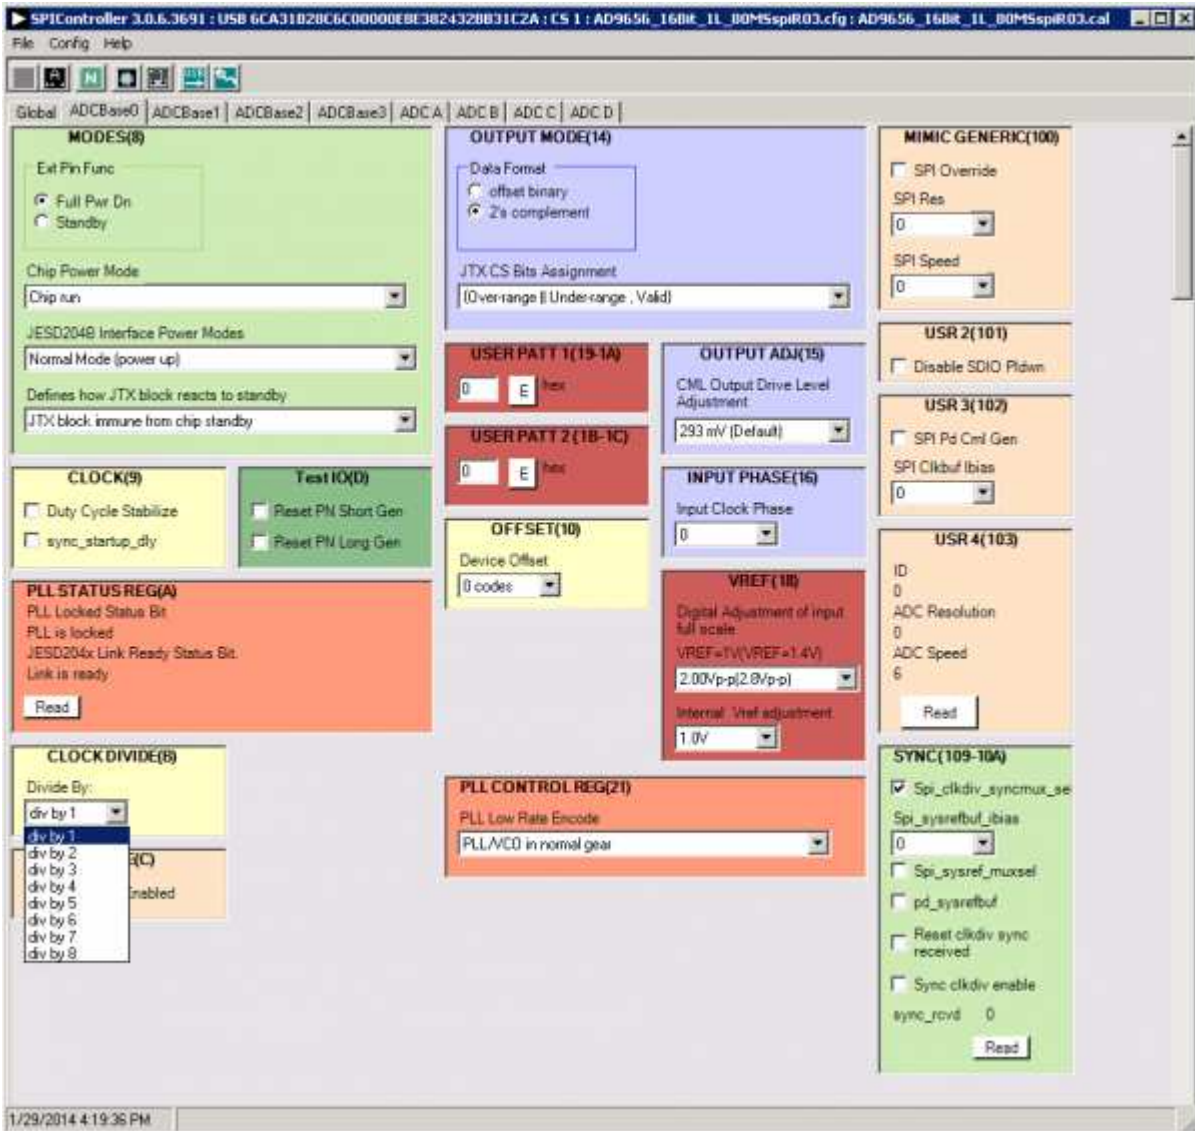 SPIController 3.0.6.3691 : USB 6CA31B28C6C00000E8E3824328B31C2A : CS 1 : AD9656_16Bit_1L_80MSspiR03.cfg : AD9656_16Bit_1L_80MSspiR03.cal
File Config Help
Global ADCBase0 ADCBase1 ADCBase2 ADCBase3 ADC A ADC B ADC C ADC D
MODES(8)
Ext Pin Func
Full Pwr Dn
Standby
Chip Power Mode
Chip run
JESD204B Interface Power Modes
Normal Mode (power up)
Defines how JTX block reacts to standby
JTX block immune from chip standby
CLOCK(9)
Duty Cycle Stabilize
sync_startup_dly
Test IO(D)
Reset PN Short Gen
Reset PN Long Gen
PLL STATUS REG(A)
PLL Locked Status Bit
PLL is locked
JESD204x Link Ready Status Bit.
Link is ready
Read
CLOCK DIVIDE(B)
Divide By:
div by 1
div by 1
div by 2
div by 3
div by 4
div by 5
div by 6
div by 7
div by 8
(C)
nabled
OUTPUT MODE(14)
Data Format
offset binary
2's complement
JTX CS Bits Assignment
(Over-range || Under-range , Valid)
USER PATT 1(19-1A)
0 E hex
USER PATT 2 (1B-1C)
0 E hex
OFFSET(10)
Device Offset
0 codes
OUTPUT ADJ(15)
CML Output Drive Level
Adjustment
293 mV (Default)
INPUT PHASE(16)
Input Clock Phase
0
VREF(18)
Digital Adjustment of input
full scale
VREF=1V(VREF=1.4V)
2.00Vp-p(2.8Vp-p)
Internal Vref adjustment
1.0V
PLL CONTROL REG(21)
PLL Low Rate Encode
PLL/VCO in normal gear
MIMIC GENERIC(100)
SPI Override
SPI Res
0
SPI Speed
0
USR 2(101)
Disable SDIO Pldwn
USR 3(102)
SPI Pd Cml Gen
SPI Clkbuf Ibias
0
USR 4(103)
ID
0
ADC Resolution
0
ADC Speed
6
Read
SYNC(109-10A)
Spi_clkdiv_syncmux_se
Spi_sysrefbuf_ibias
0
Spi_sysref_muxsel
pd_sysrefbuf
Reset clkdiv sync
received
Sync clkdiv enable
sync_rcvd 0
Read
1/29/2014 4:19:36 PM